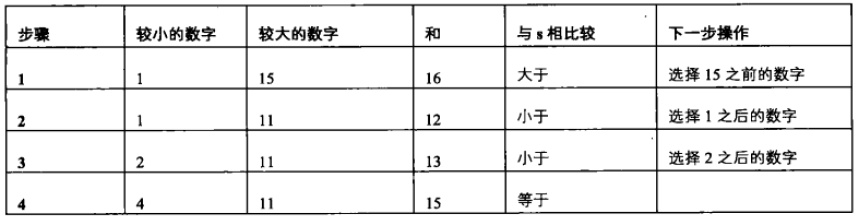 步骤 较小的数字 较大的数字 和 与 s 相比较 下一步操作
1 1 15 16 大于 选择 15 之前的数字
2 1 11 12 小于 选择 1 之后的数字
3 2 11 13 小于 选择 2 之后的数字
4 4 11 15 等于